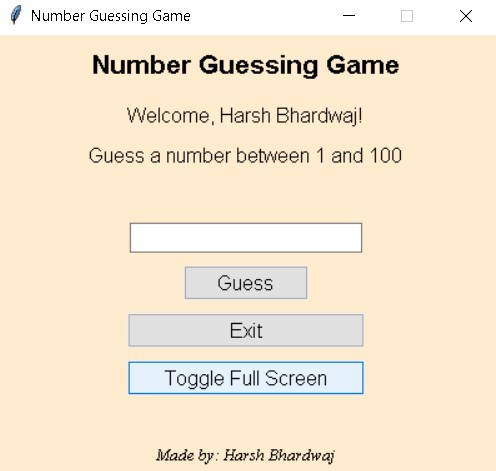 Number Guessing Game
Number Guessing Game
Welcome, Harsh Bhardwaj!
Guess a number between 1 and 100
Guess
Exit
Toggle Full Screen
Made by: Harsh Bhardwaj